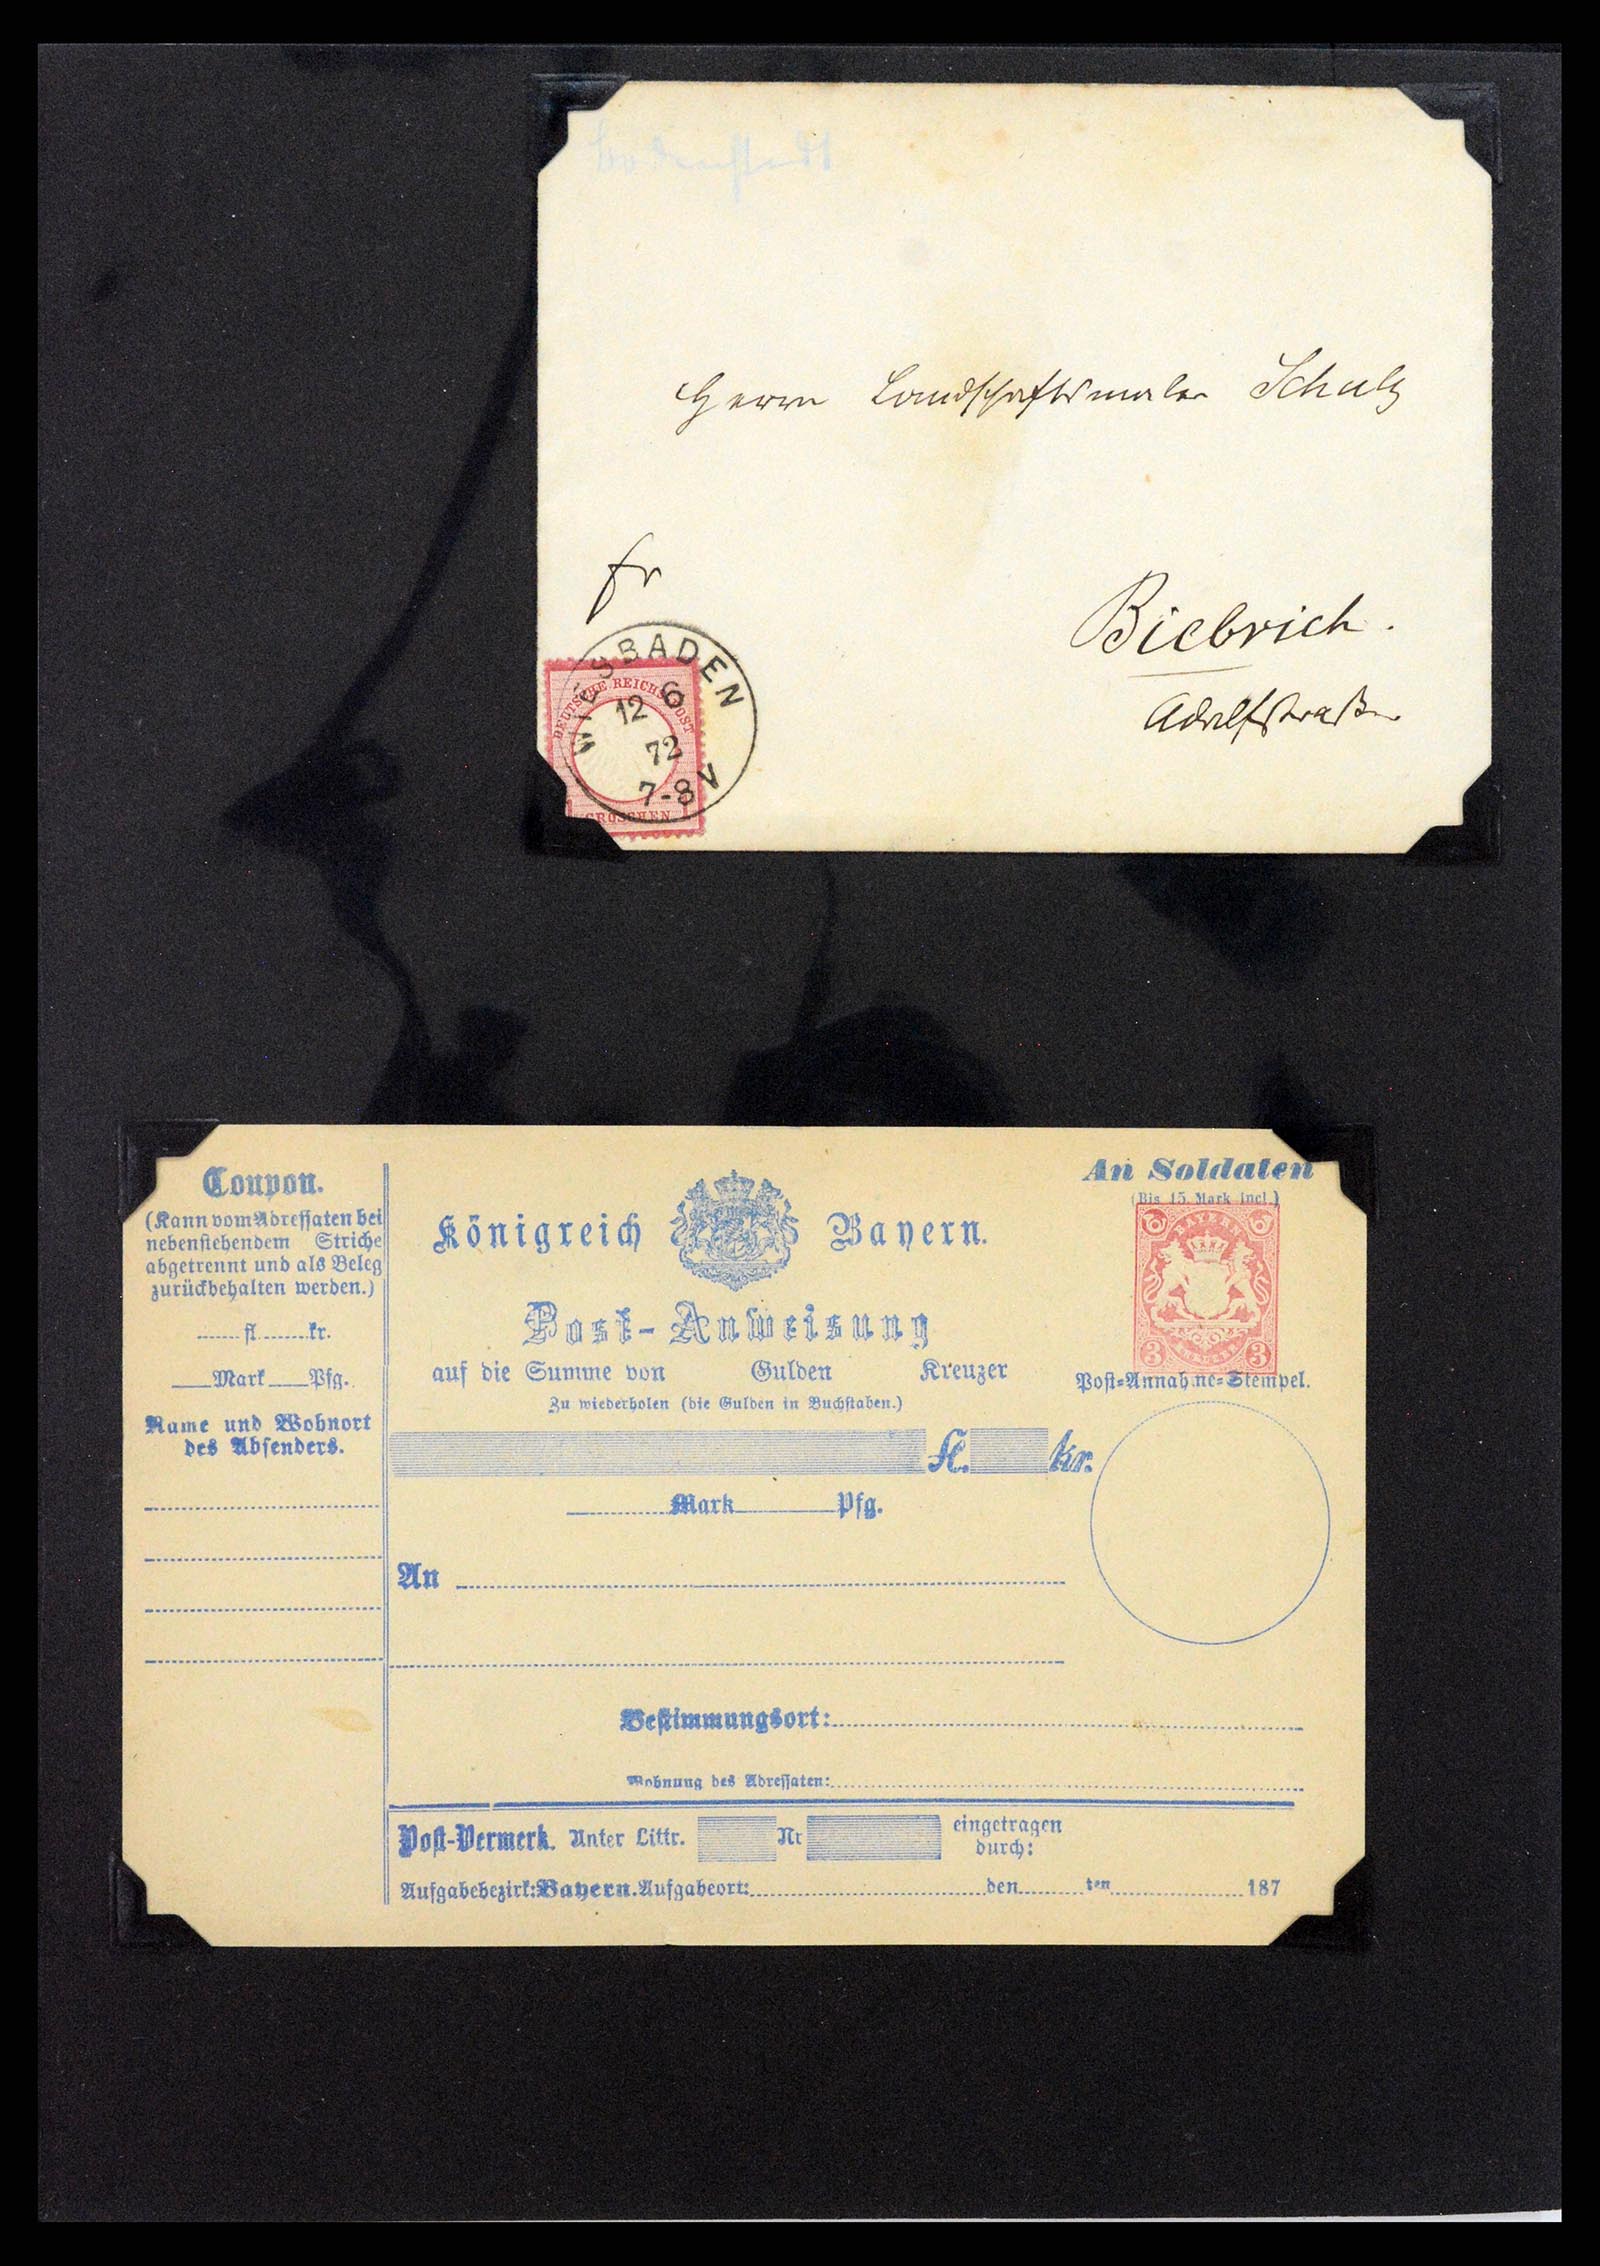 Bodenstedt
Herrn Landschaftsmaler Schulz
fr
Biebrich.
Adolfstraße
WIESBADEN
12 6
72
7-8 V
DEUTSCHE REICHS-POST
1 GROSCHEN 1
Coupon.
(Kann vom Adressaten bei
nebenstehendem Striche
abgetrennt und als Beleg
zurückbehalten werden.)
fl. kr.
Mark Pfg.
Name und Wohnort
des Absenders.
An Soldaten
(Bis 15. Mark incl.)
BAYERN
3 3
Königreich Bayern.
Post-Anweisung
auf die Summe von Gulden Kreuzer
Zu wiederholen (die Gulden in Buchstaben.)
Post-Annahme-Stempel.
fl. kr.
Mark Pfg.
An
Bestimmungsort:
Wohnung des Adressaten:
Post-Vermerk. Unter Littr. Nr eingetragen
durch:
Aufgabebezirk: Bayern. Aufgabeort: den ten 187